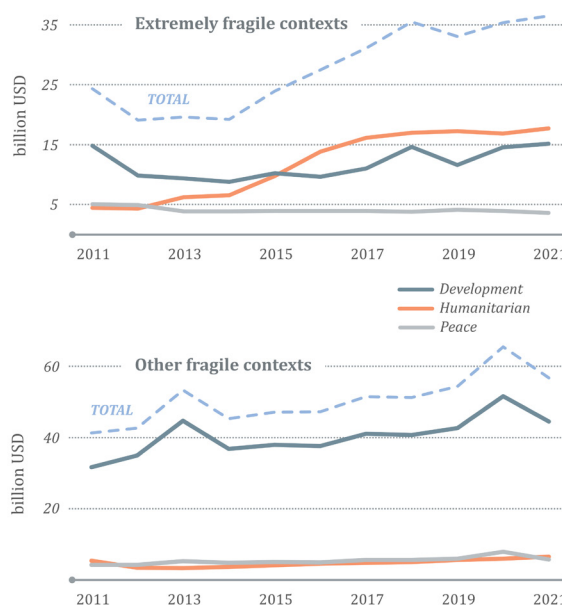 Extremely fragile contexts
35
TOTAL
25
billion USD
15
5
2011 2013 2015 2017 2019 2021
Development
Humanitarian
Peace
Other fragile contexts
60
TOTAL
40
billion USD
20
2011 2013 2015 2017 2019 2021